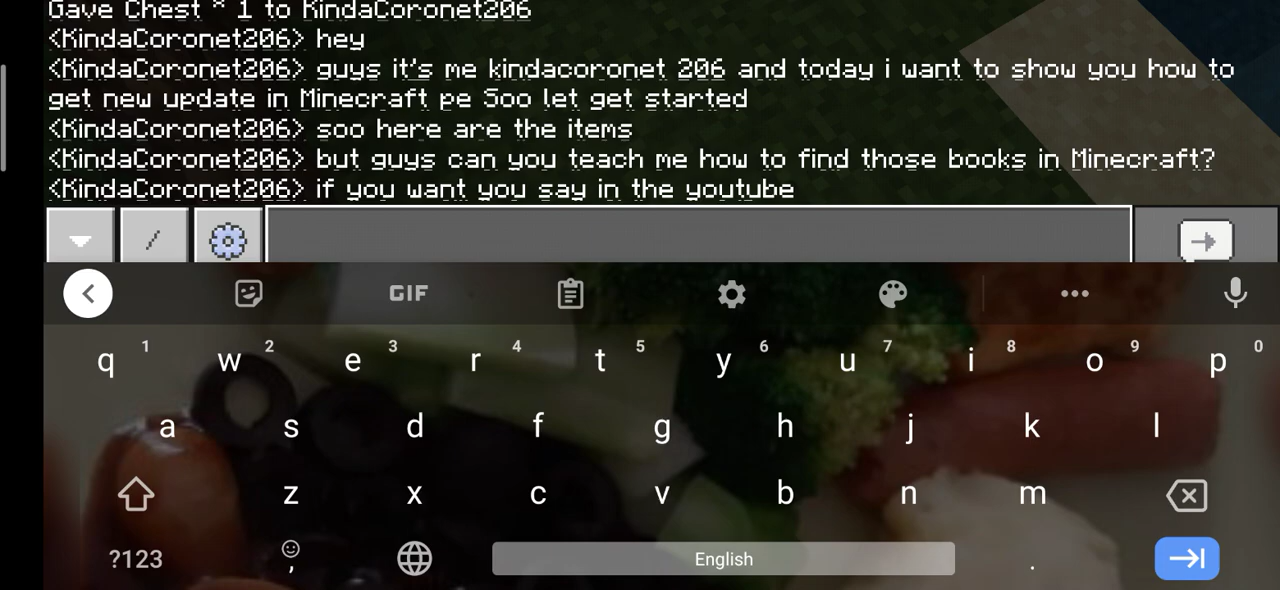 Gave Chest * 1 to KindaCoronet206
<KindaCoronet206> hey
<KindaCoronet206> guys it's me kindacoronet 206 and today i want to show you how to
get new update in Minecraft pe Soo let get started
<KindaCoronet206> soo here are the items
<KindaCoronet206> but guys can you teach me how to find those books in Minecraft?
<KindaCoronet206> if you want you say in the youtube
/
GIF
q 1 w 2 e 3 r 4 t 5 y 6 u 7 i 8 o 9 p 0
a s d f g h j k l
z x c v b n m
?123 , English .